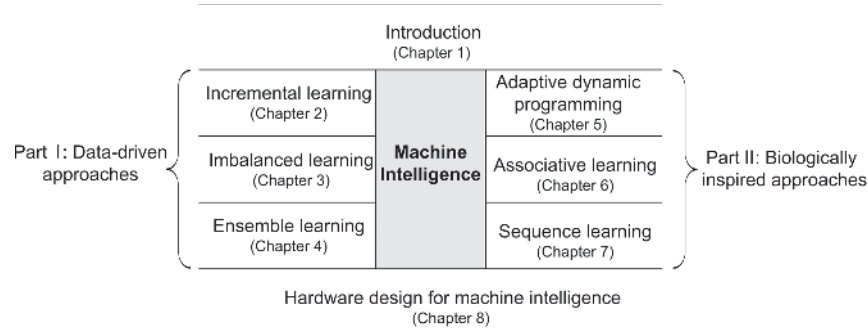 Introduction
(Chapter 1)
Part I: Data-driven
approaches
Incremental learning
(Chapter 2)
Imbalanced learning
(Chapter 3)
Ensemble learning
(Chapter 4)
Machine
Intelligence
Adaptive dynamic
programming
(Chapter 5)
Associative learning
(Chapter 6)
Sequence learning
(Chapter 7)
Part II: Biologically
inspired approaches
Hardware design for machine intelligence
(Chapter 8)